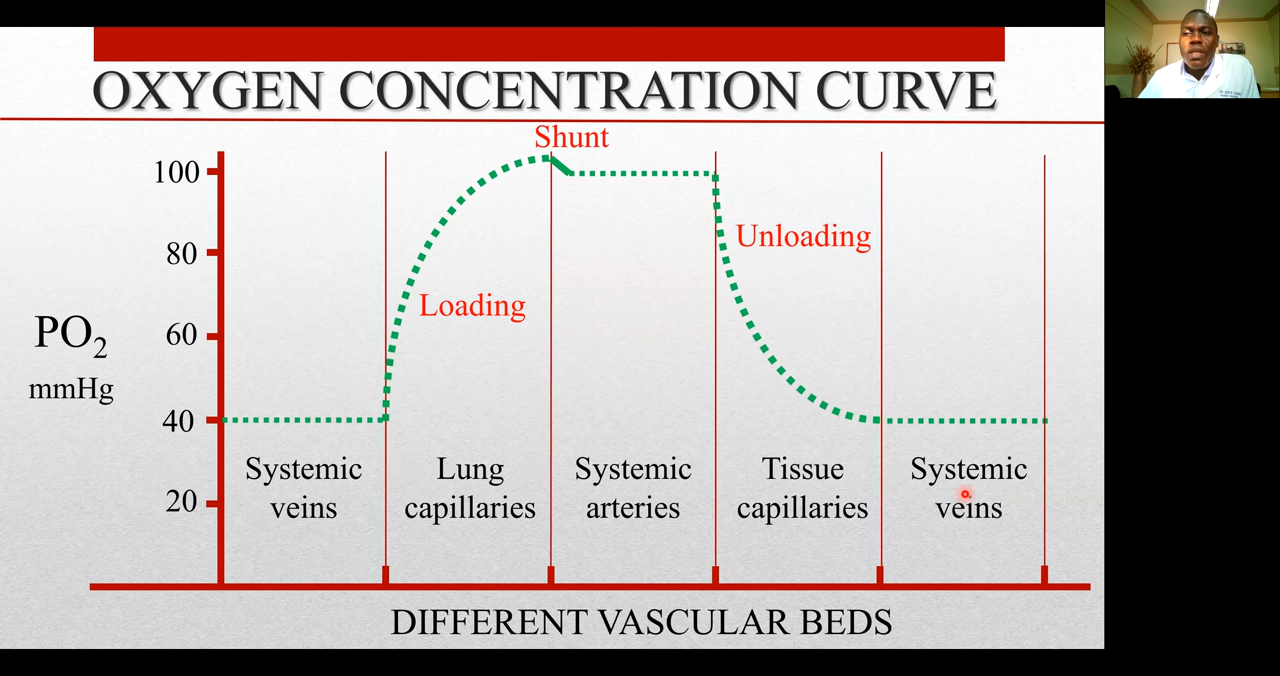 OXYGEN CONCENTRATION CURVE
Shunt
100
80
Unloading
Loading
60
PO₂
mmHg
40
Systemic veins
Lung capillaries
Systemic arteries
Tissue capillaries
Systemic veins
20
DIFFERENT VASCULAR BEDS